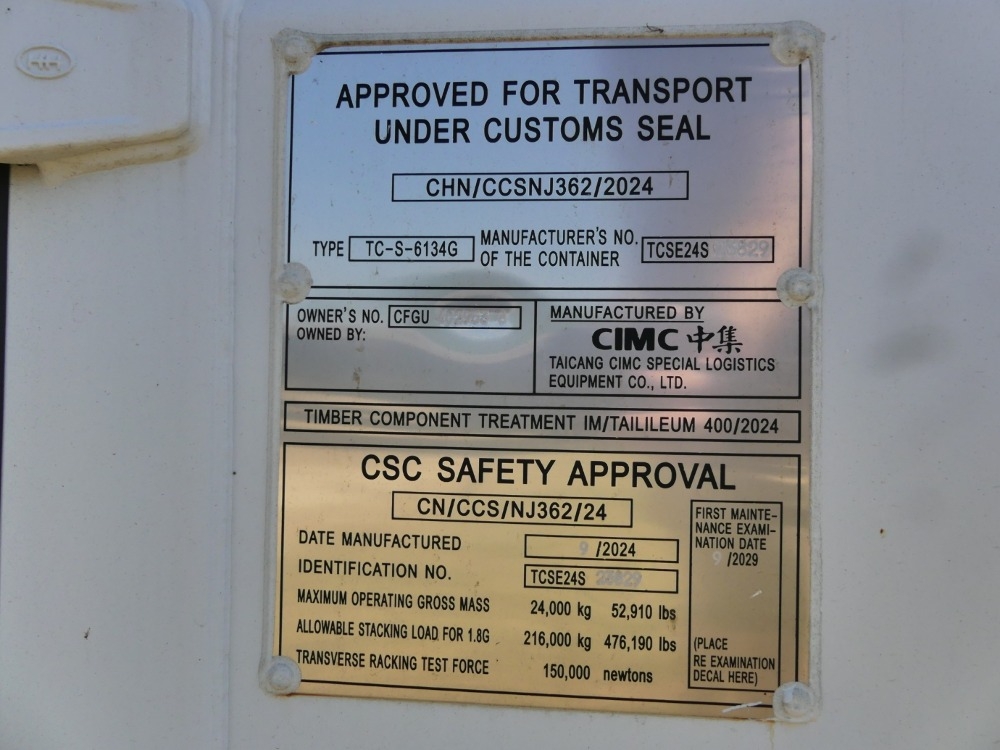 APPROVED FOR TRANSPORT
UNDER CUSTOMS SEAL
CHN/CCSNJ362/2024
TYPE TC-S-6134G
MANUFACTURER'S NO.
OF THE CONTAINER
TCSE24S
OWNER'S NO. CFGU
OWNED BY:
MANUFACTURED BY
CIMC 中集
TAICANG CIMC SPECIAL LOGISTICS
EQUIPMENT CO., LTD.
TIMBER COMPONENT TREATMENT IM/TAILILEUM 400/2024
CSC SAFETY APPROVAL
CN/CCS/NJ362/24
DATE MANUFACTURED 9 /2024
IDENTIFICATION NO. TCSE24S
MAXIMUM OPERATING GROSS MASS 24,000 kg 52,910 lbs
ALLOWABLE STACKING LOAD FOR 1.8G 216,000 kg 476,190 lbs
TRANSVERSE RACKING TEST FORCE 150,000 newtons
FIRST MAINTE-
NANCE EXAMI-
NATION DATE
9 /2029
(PLACE
RE EXAMINATION
DECAL HERE)